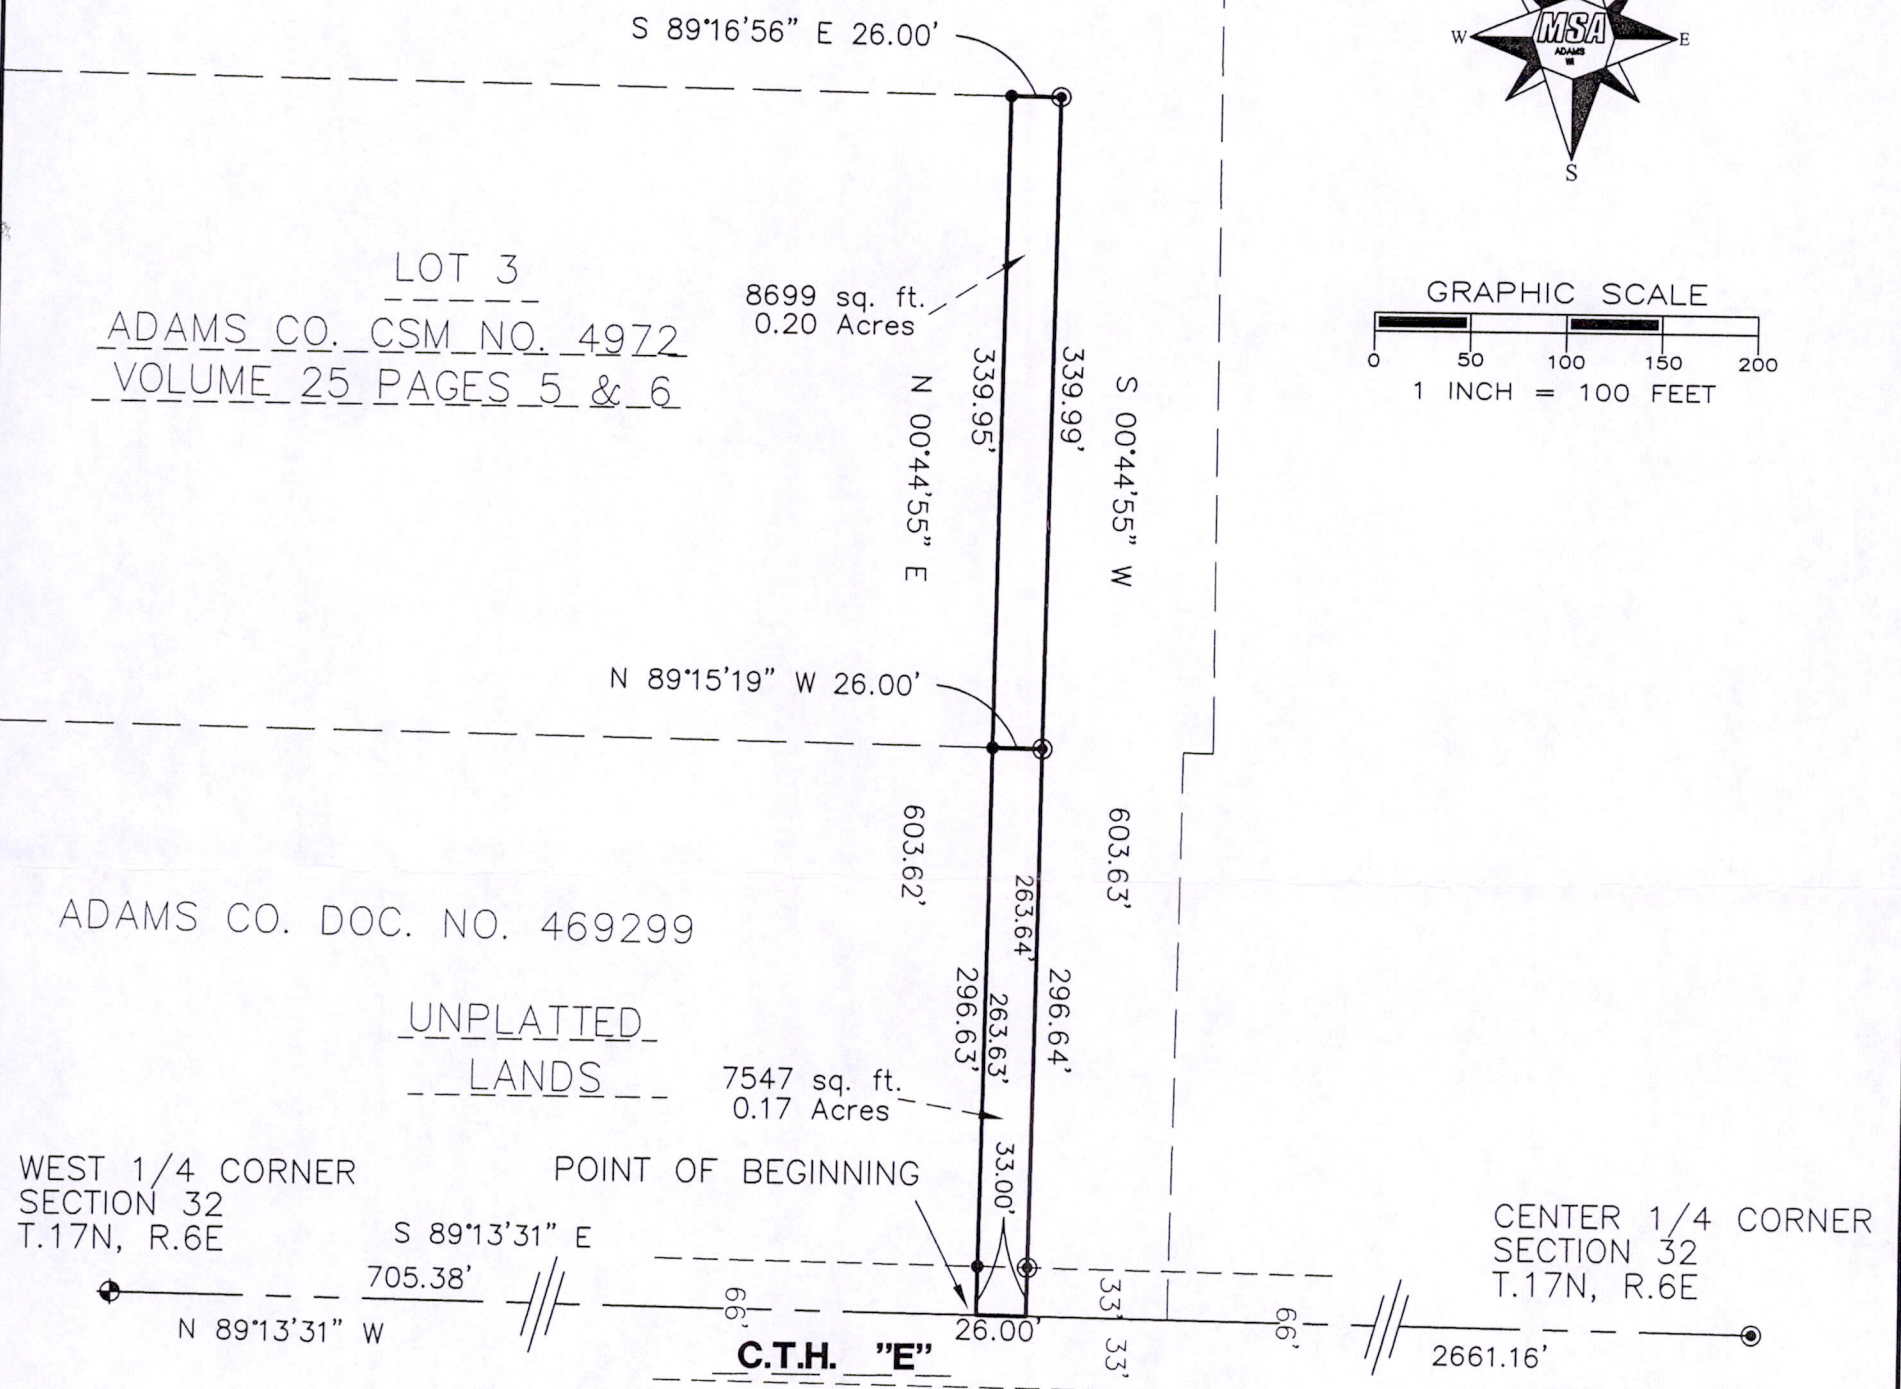 S 89°16'56" E 26.00'
W
MSA
E
ADAMS
WI
S
LOT 3
ADAMS CO. CSM NO. 4972
VOLUME 25 PAGES 5 & 6
8699 sq. ft.
0.20 Acres
339.95'
N 00°44'55" E
339.99'
S 00°44'55" W
GRAPHIC SCALE
0 50 100 150 200
1 INCH = 100 FEET
N 89°15'19" W 26.00'
603.62'
603.63'
263.64'
296.63'
263.63'
296.64'
ADAMS CO. DOC. NO. 469299
UNPLATTED
LANDS
7547 sq. ft.
0.17 Acres
33.00'
WEST 1/4 CORNER
SECTION 32
T.17N, R.6E
POINT OF BEGINNING
S 89°13'31" E
705.38'
N 89°13'31" W
66'
26.00'
33'
33'
66'
C.T.H. "E"
CENTER 1/4 CORNER
SECTION 32
T.17N, R.6E
2661.16'